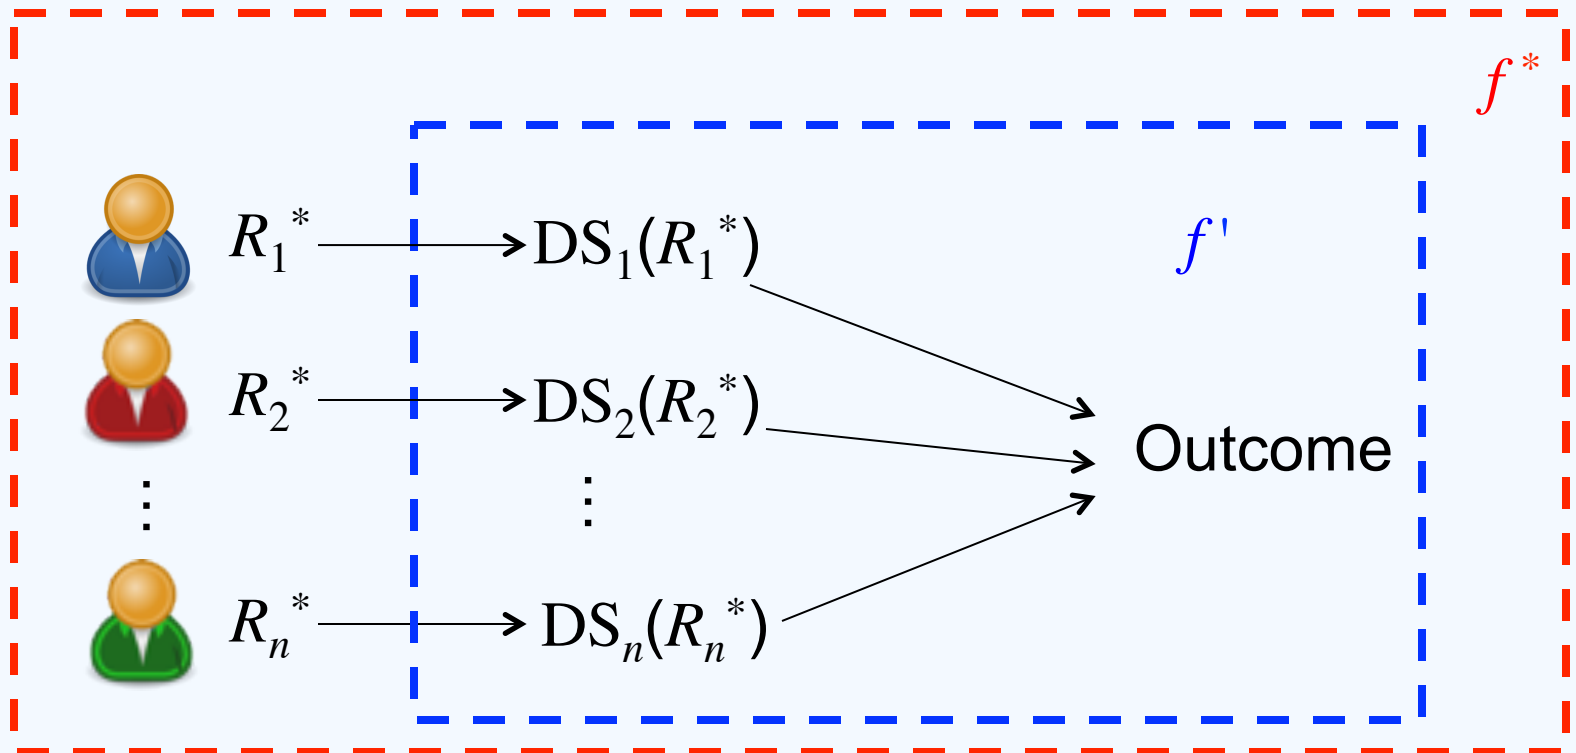 f *
R₁* DS₁(R₁*) f '
R₂* DS₂(R₂*)
Outcome
⋮ ⋮
Rₙ* DSₙ(Rₙ*)